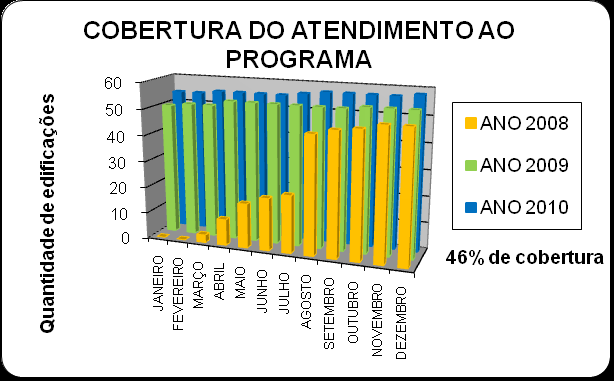 COBERTURA DO ATENDIMENTO AO
PROGRAMA
Quantidade de edificações
60
50
40
30
20
10
0
JANEIRO
FEVEREIRO
MARÇO
ABRIL
MAIO
JUNHO
JULHO
AGOSTO
SETEMBRO
OUTUBRO
NOVEMBRO
DEZEMBRO
ANO 2008
ANO 2009
ANO 2010
46% de cobertura